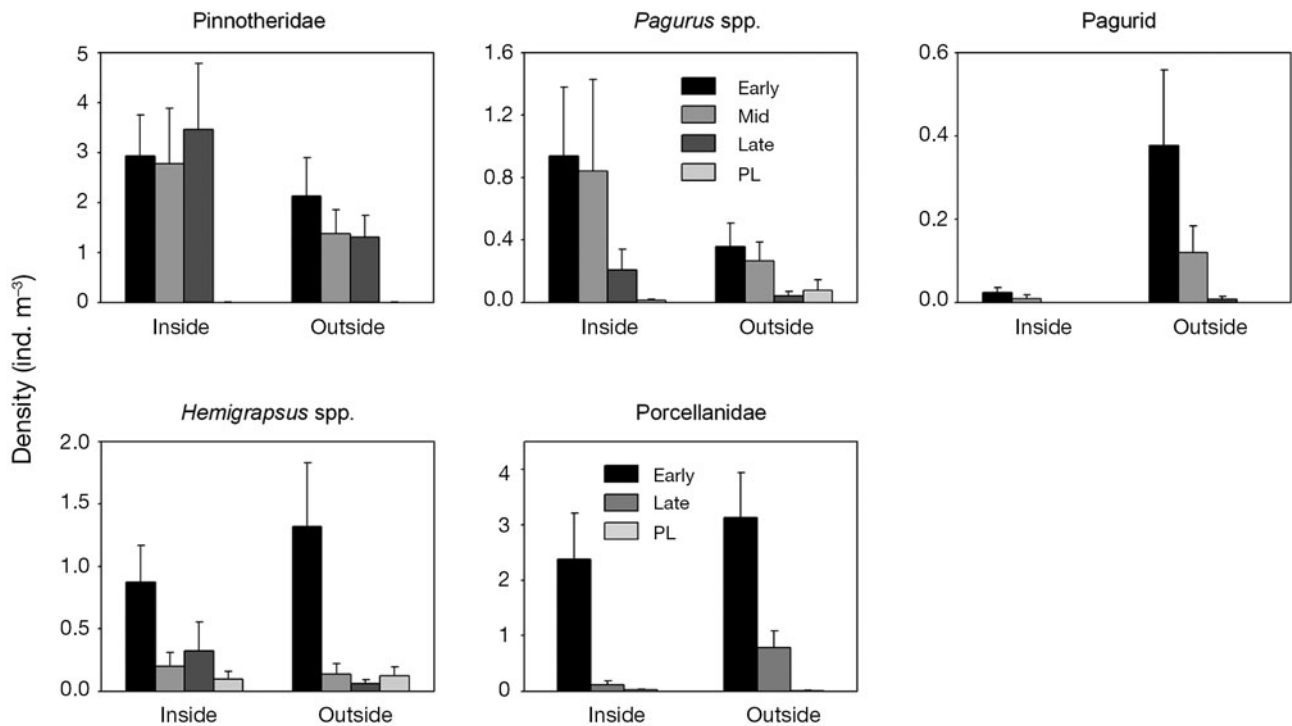 Pinnotheridae
Pagurus spp.
Pagurid
Density (ind. m⁻³)
5
4
3
2
1
0
Inside
Outside
1.6
1.2
0.8
0.4
0.0
Early
Mid
Late
PL
Inside
Outside
0.6
0.4
0.2
0.0
Inside
Outside
Hemigrapsus spp.
Porcellanidae
2.0
1.5
1.0
0.5
0.0
Inside
Outside
4
3
2
1
0
Early
Late
PL
Inside
Outside